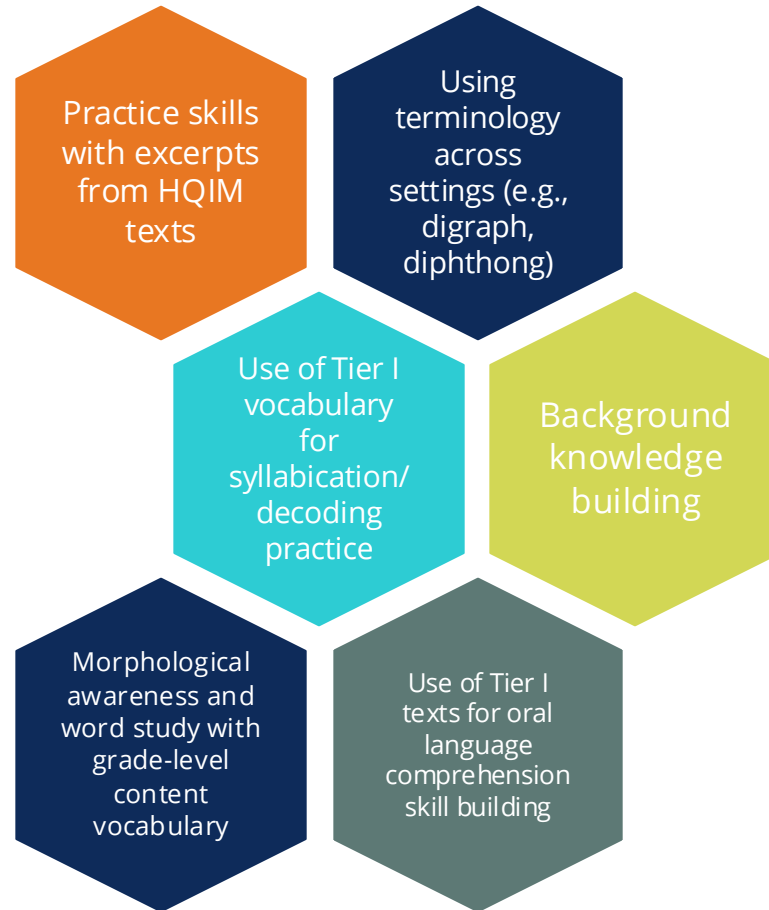 Practice skills
with excerpts
from HQIM
texts
Using
terminology
across
settings (e.g.,
digraph,
diphthong)
Use of Tier I
vocabulary
for
syllabication/
decoding
practice
Background
knowledge
building
Morphological
awareness and
word study with
grade-level
content
vocabulary
Use of Tier I
texts for oral
language
comprehension
skill building